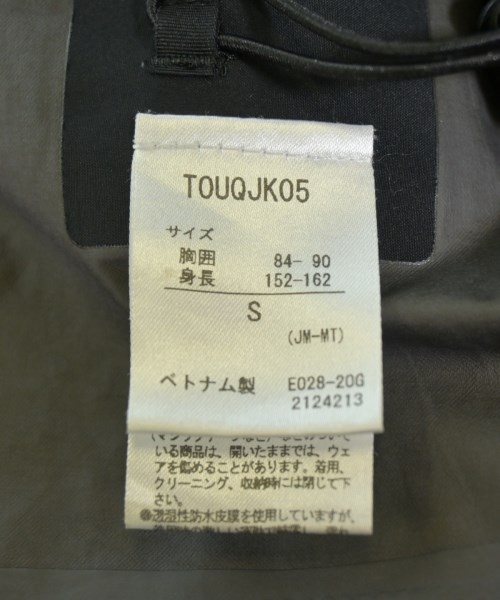 TOUQJK05
サイズ
胸囲 84- 90
身長 152-162
S
(JM-MT)
ベトナム製 E028-20G
2124213
いる商品は、開いたままでは、ウェ
アを傷めることがあります。着用、
クリーニング、収納時には閉じて下
さい。
●透湿性防水皮膜を使用していますが、